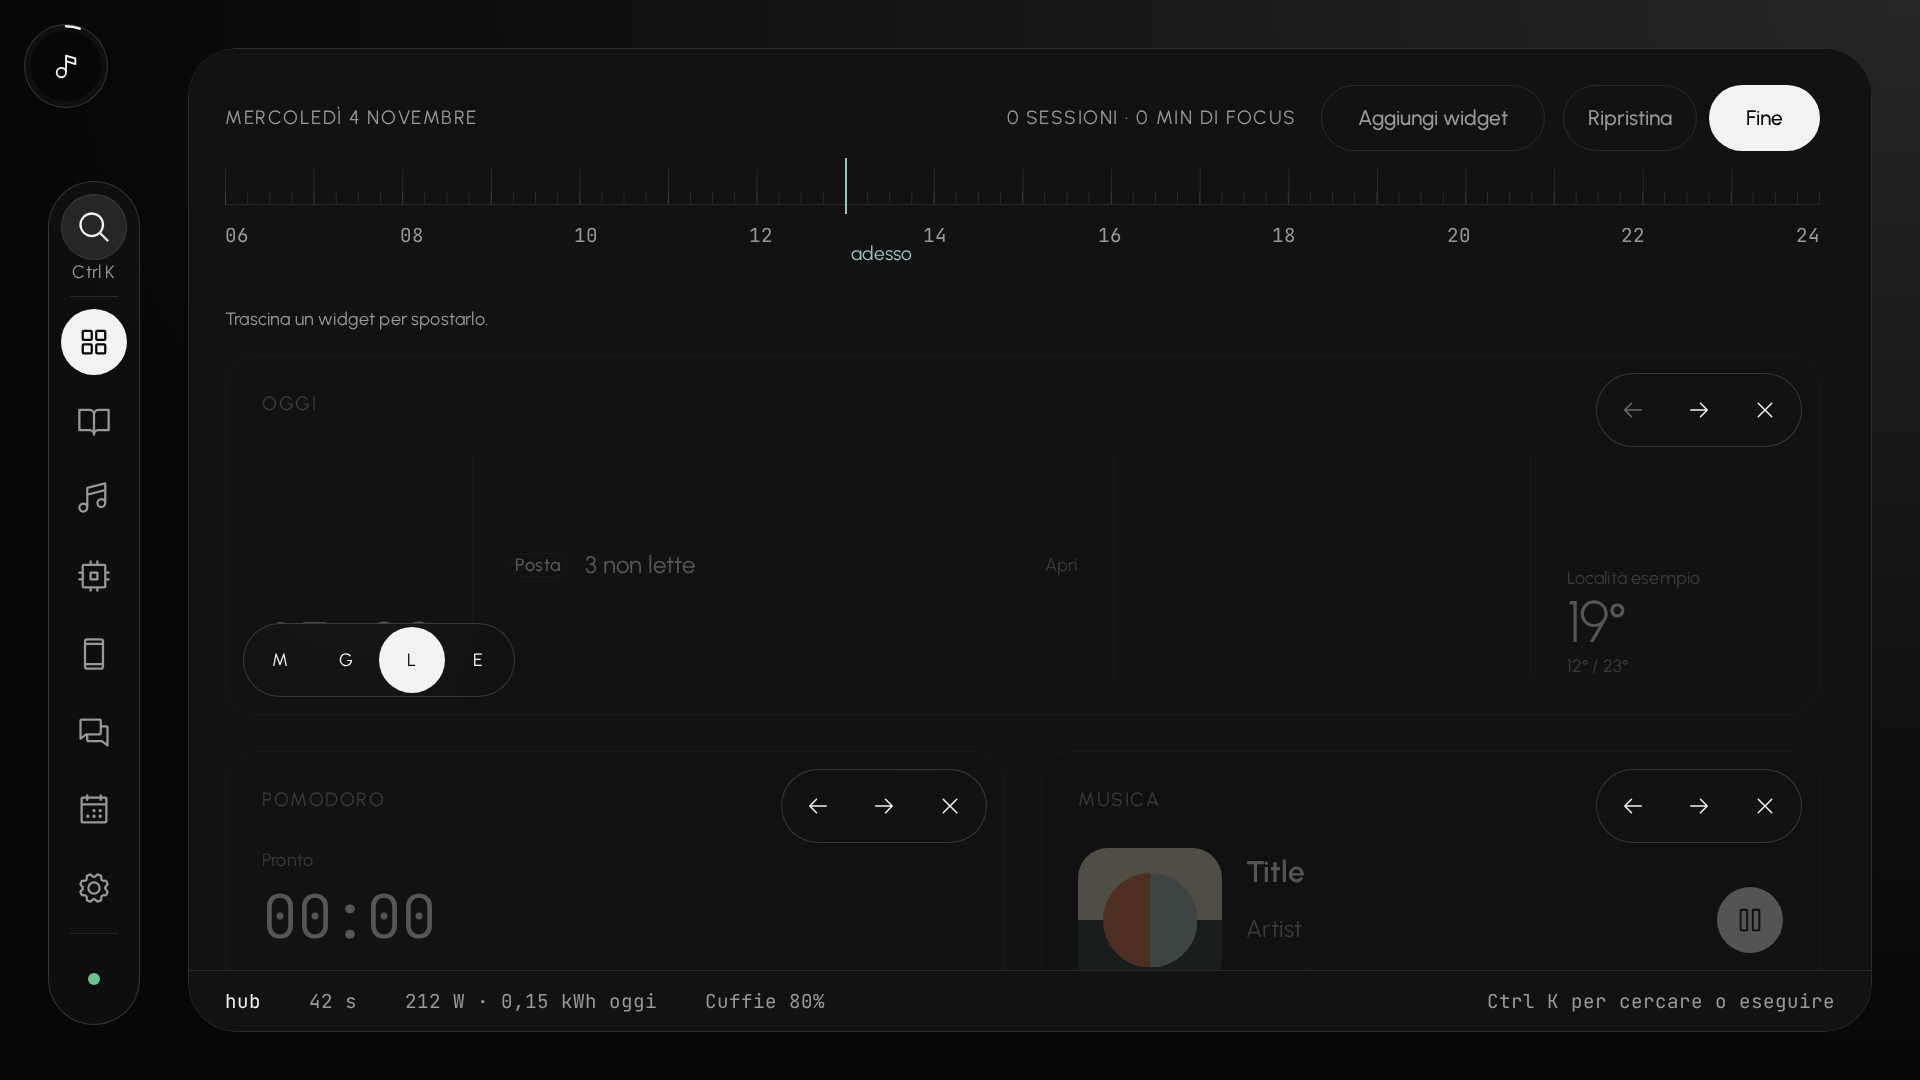 MERCOLEDÌ 4 NOVEMBRE
0 SESSIONI · 0 MIN DI FOCUS
Aggiungi widget
Ripristina
Fine
Ctrl K
06 08 10 12 14 16 18 20 22 24
adesso
Trascina un widget per spostarlo.
OGGI
Posta 3 non lette Apri
Località esempio
19°
12° / 23°
M G L E
POMODORO
Pronto
00:00
MUSICA
Title
Artist
hub 42 s 212 W · 0,15 kWh oggi Cuffie 80% Ctrl K per cercare o eseguire